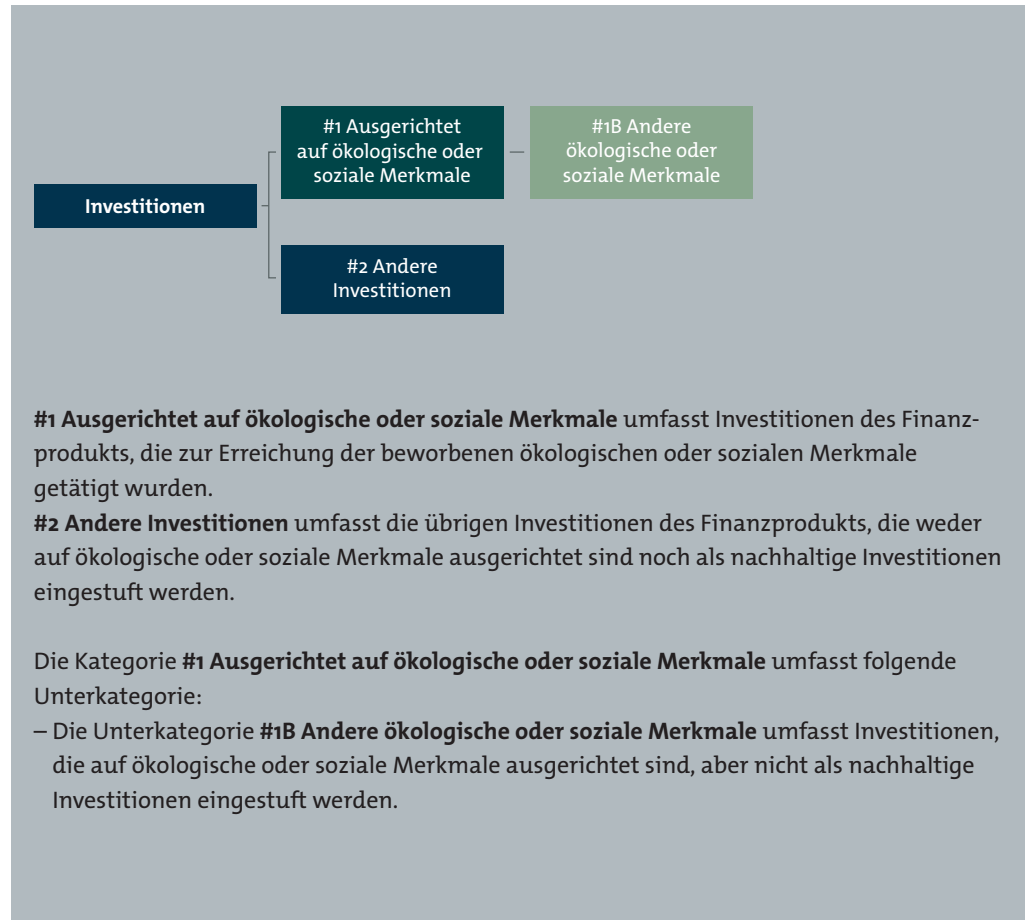 #1 Ausgerichtet
auf ökologische oder
soziale Merkmale
#1B Andere
ökologische oder
soziale Merkmale
Investitionen
#2 Andere
Investitionen
#1 Ausgerichtet auf ökologische oder soziale Merkmale umfasst Investitionen des Finanz-
produkts, die zur Erreichung der beworbenen ökologischen oder sozialen Merkmale
getätigt wurden.
#2 Andere Investitionen umfasst die übrigen Investitionen des Finanzprodukts, die weder
auf ökologische oder soziale Merkmale ausgerichtet sind noch als nachhaltige Investitionen
eingestuft werden.
Die Kategorie #1 Ausgerichtet auf ökologische oder soziale Merkmale umfasst folgende
Unterkategorie:
– Die Unterkategorie #1B Andere ökologische oder soziale Merkmale umfasst Investitionen,
die auf ökologische oder soziale Merkmale ausgerichtet sind, aber nicht als nachhaltige
Investitionen eingestuft werden.